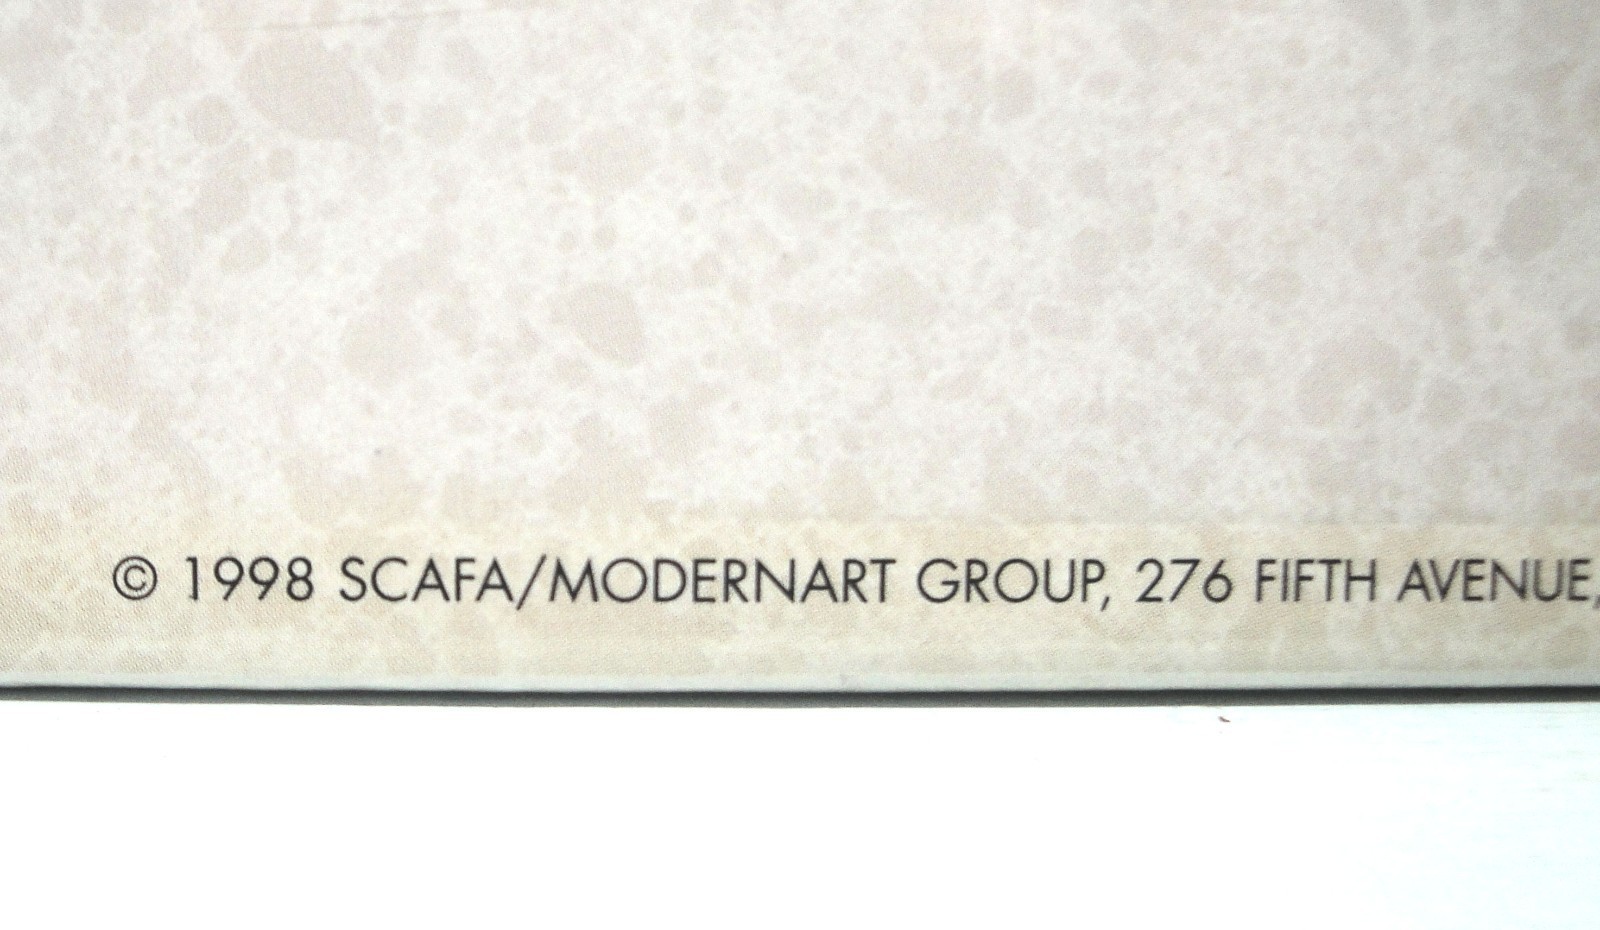 © 1998 SCAFA/MODERNART GROUP, 276 FIFTH AVENUE,